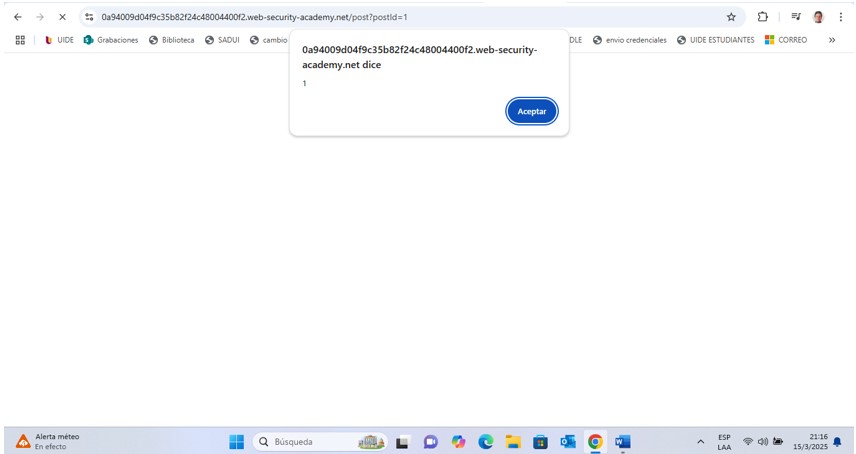 0a94009d04f9c35b82f24c48004400f2.web-security-academy.net/post?postId=1
UIDE Grabaciones Biblioteca SADUI cambio DLE envio credenciales UIDE ESTUDIANTES CORREO »
0a94009d04f9c35b82f24c48004400f2.web-security-
academy.net dice
1
Aceptar
Alerta méteo
En efecto
Búsqueda
ESP
LAA
21:16
15/3/2025